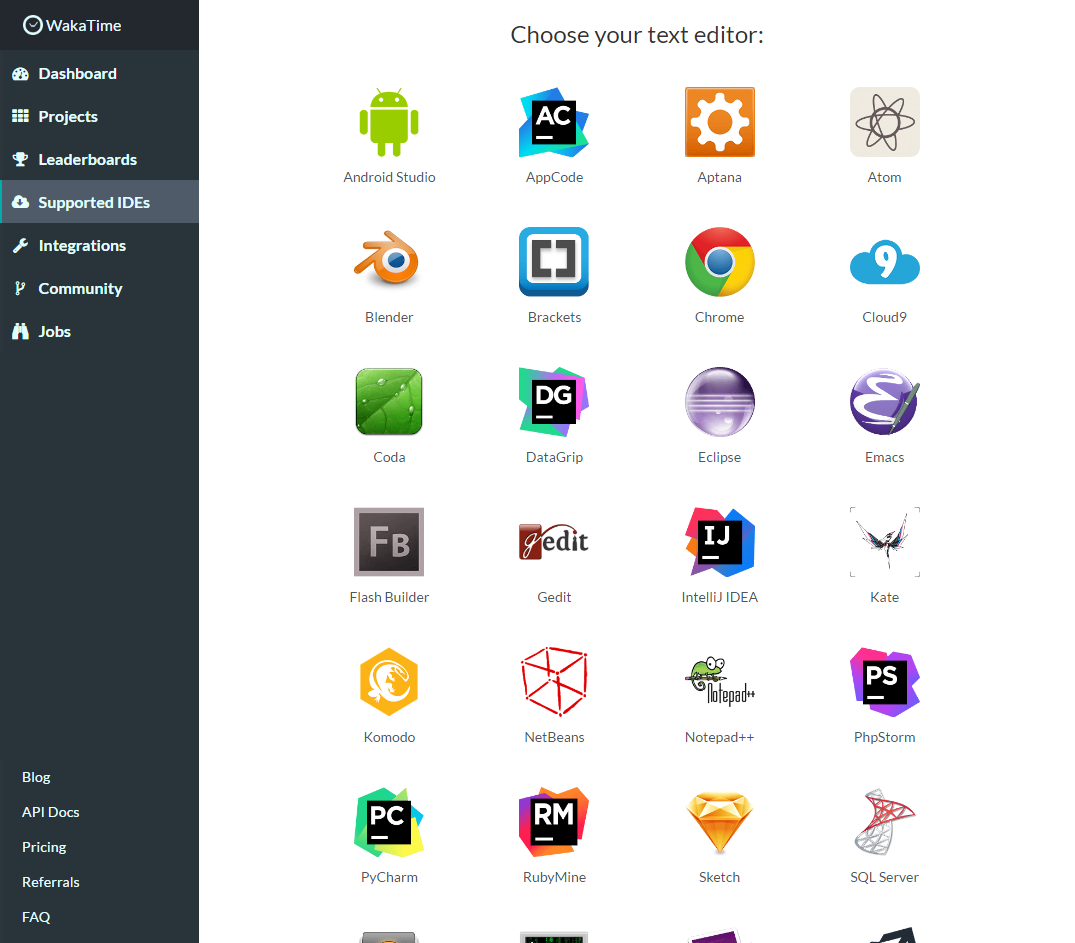 WakaTime
Dashboard
Projects
Leaderboards
Supported IDEs
Integrations
Community
Jobs
Blog
API Docs
Pricing
Referrals
FAQ
Choose your text editor:
AC
Android Studio
AppCode
Aptana
Atom
9
Blender
Brackets
Chrome
Cloud9
DG
Coda
DataGrip
Eclipse
Emacs
FB
gedit
IJ
Flash Builder
Gedit
IntelliJ IDEA
Kate
Notepad++
PS
Komodo
NetBeans
Notepad++
PhpStorm
PC
RM
PyCharm
RubyMine
Sketch
SQL Server